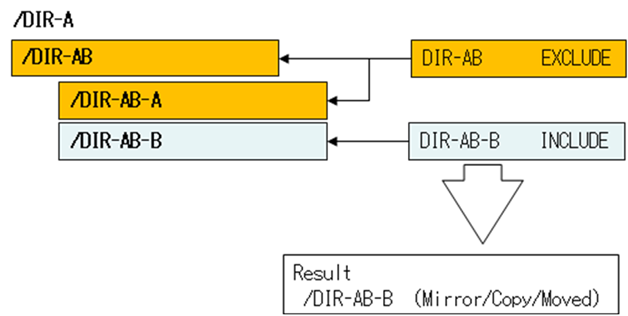 /DIR-A
/DIR-AB
DIR-AB EXCLUDE
/DIR-AB-A
/DIR-AB-B
DIR-AB-B INCLUDE
Result
/DIR-AB-B (Mirror/Copy/Moved)